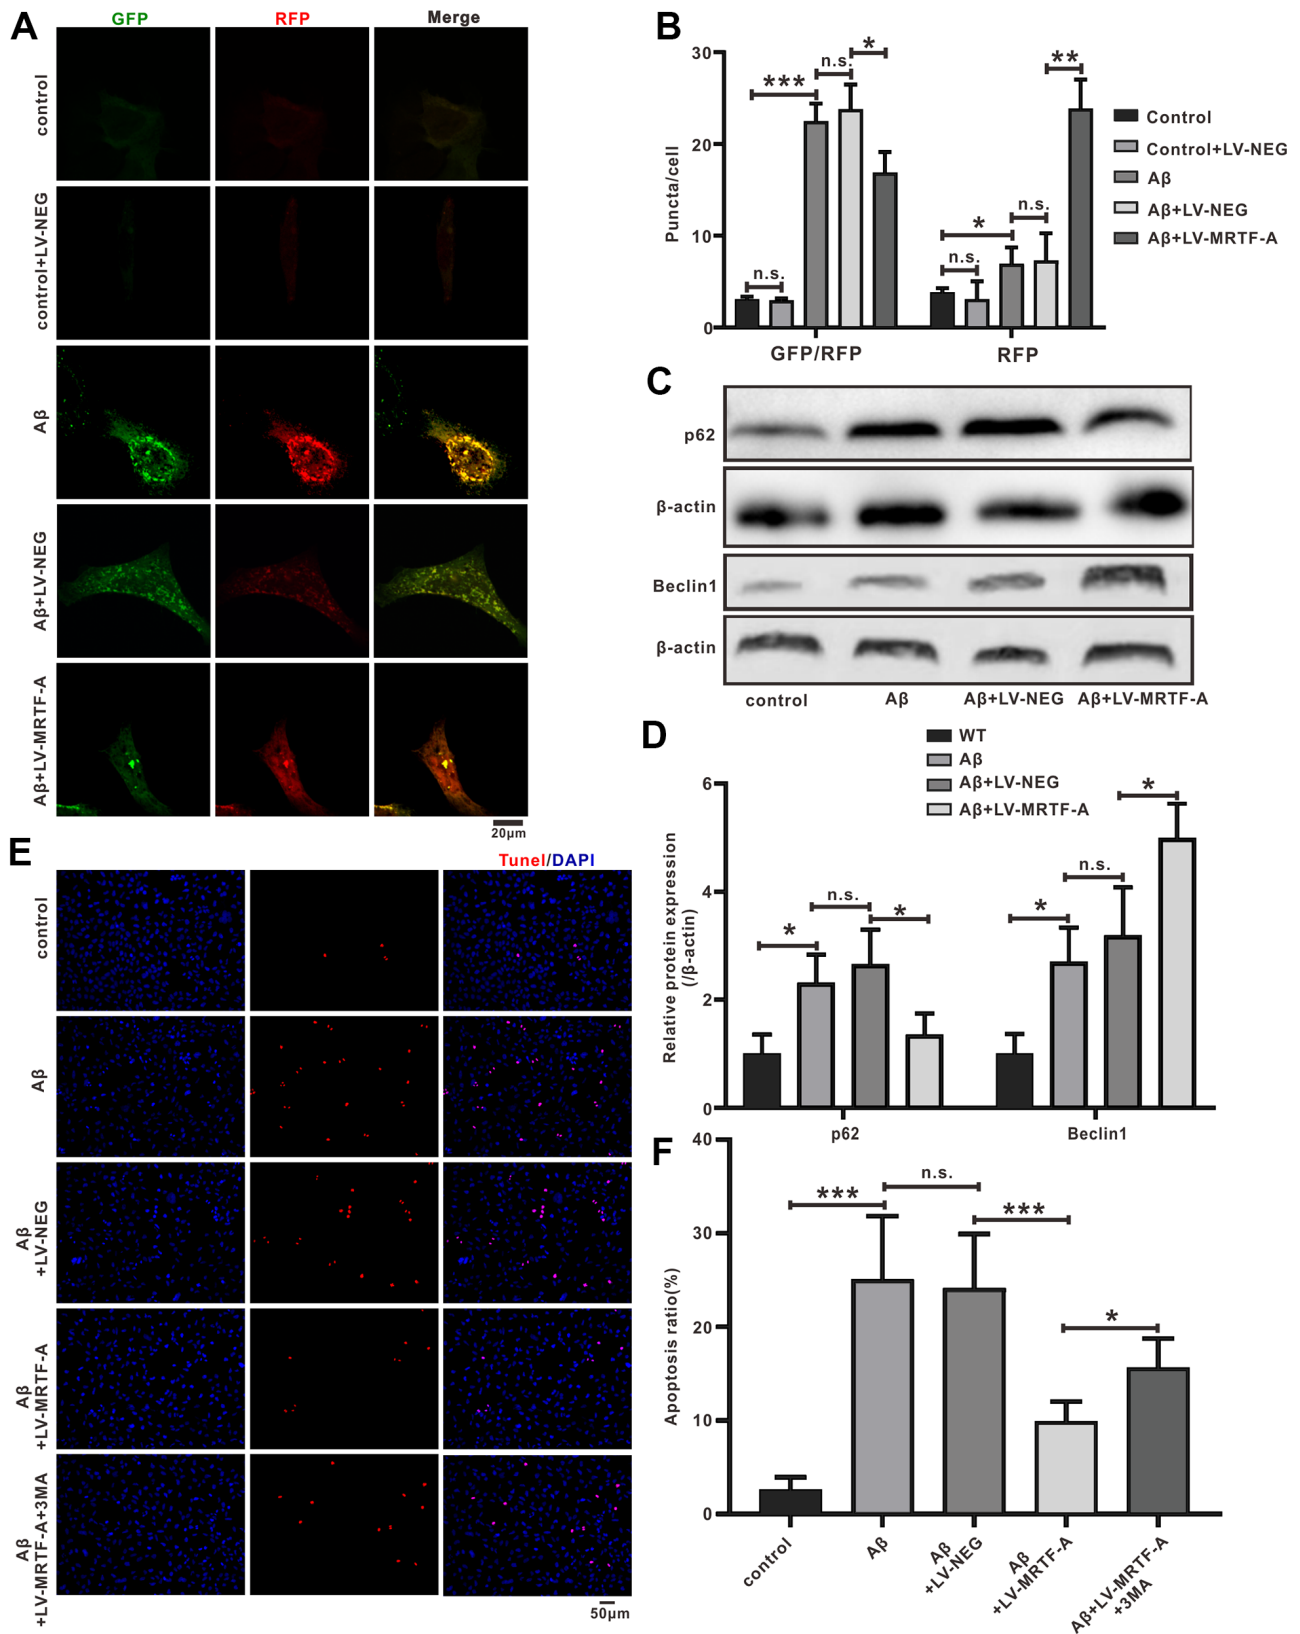 A
GFP
RFP
Merge
control
control+LV-NEG
Aβ
Aβ+LV-NEG
Aβ+LV-MRTF-A
20μm
B
30
20
10
0
Puncta/cell
n.s.
***
n.s.
*
n.s.
*
n.s.
**
GFP/RFP
RFP
Control
Control+LV-NEG
Aβ
Aβ+LV-NEG
Aβ+LV-MRTF-A
C
p62
β-actin
Beclin1
β-actin
control
Aβ
Aβ+LV-NEG
Aβ+LV-MRTF-A
D
WT
Aβ
Aβ+LV-NEG
Aβ+LV-MRTF-A
6
4
2
0
Relative protein expression
(/β-actin)
*
n.s.
*
*
n.s.
*
p62
Beclin1
E
Tunel/DAPI
control
Aβ
Aβ
+LV-NEG
Aβ
+LV-MRTF-A
Aβ
+LV-MRTF-A+3MA
50μm
F
40
30
20
10
0
Apoptosis ratio(%)
***
n.s.
***
*
control
Aβ
Aβ
+LV-NEG
Aβ
+LV-MRTF-A
Aβ+LV-MRTF-A
+3MA